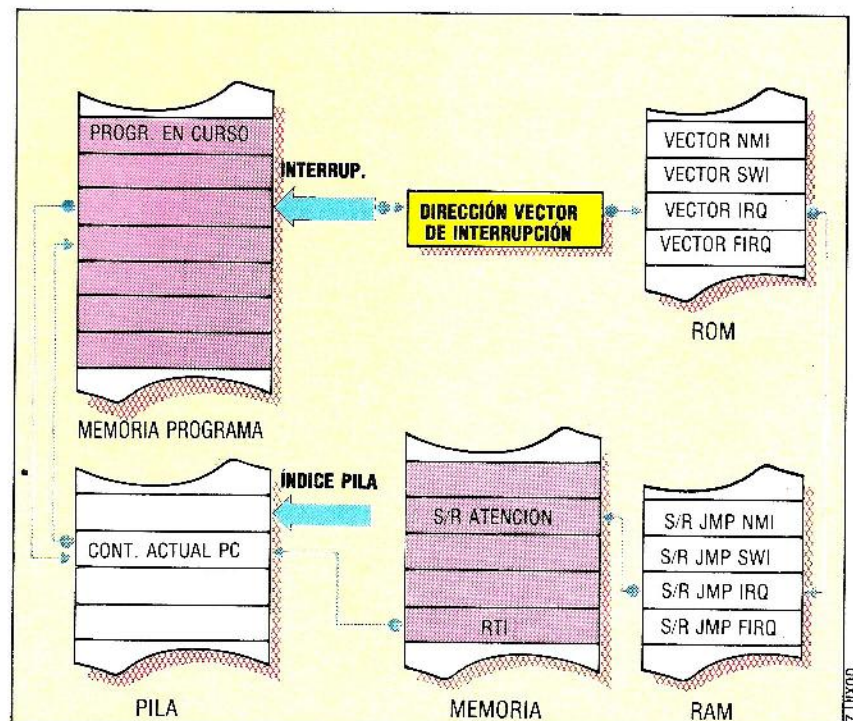 PROGR. EN CURSO
INTERRUP.
DIRECCIÓN VECTOR
DE INTERRUPCIÓN
VECTOR NMI
VECTOR SWI
VECTOR IRQ
VECTOR FIRQ
ROM
MEMORIA PROGRAMA
ÍNDICE PILA
CONT. ACTUAL PC
PILA
S/R ATENCION
RTI
MEMORIA
S/R JMP NMI
S/R JMP SWI
S/R JMP IRQ
S/R JMP FIRQ
RAM